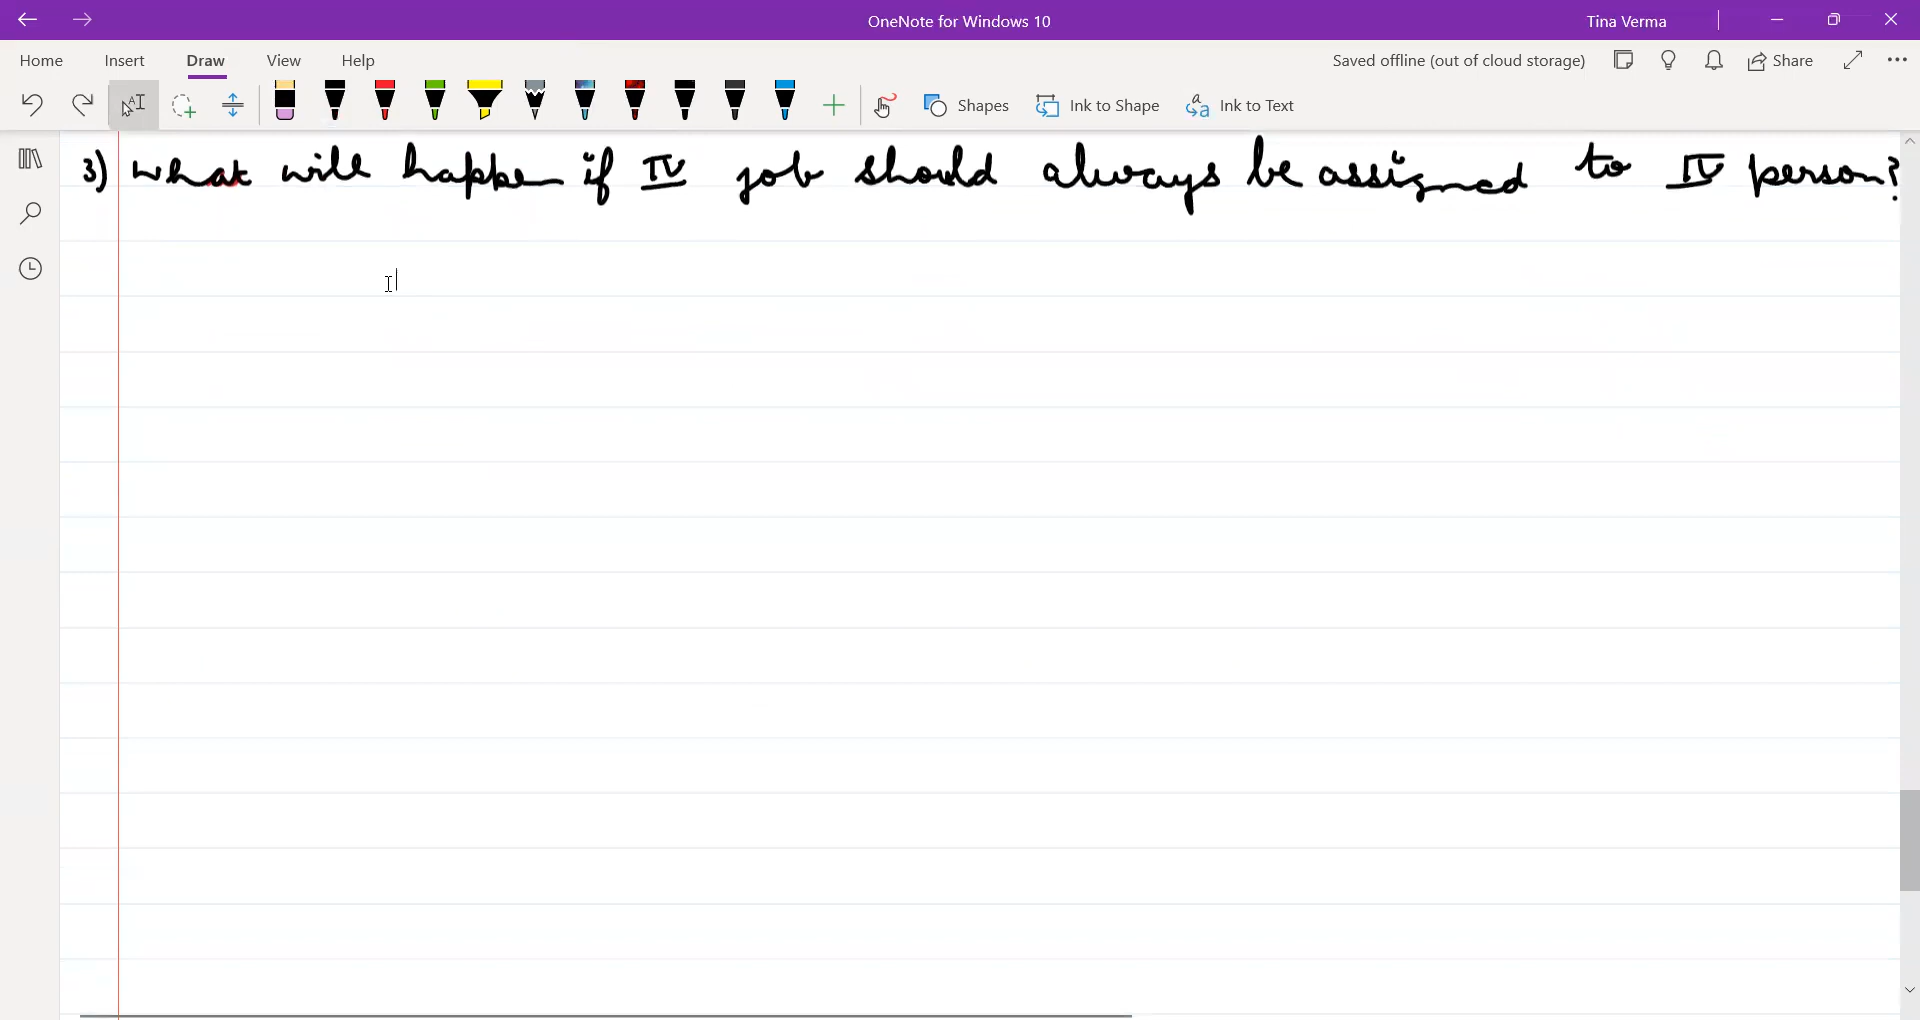 OneNote for Windows 10
Tina Verma
Home Insert Draw View Help
Saved offline (out of cloud storage)
Share
Shapes
Ink to Shape
Ink to Text
3) what will happen if IV job should always be assigned to IV person?